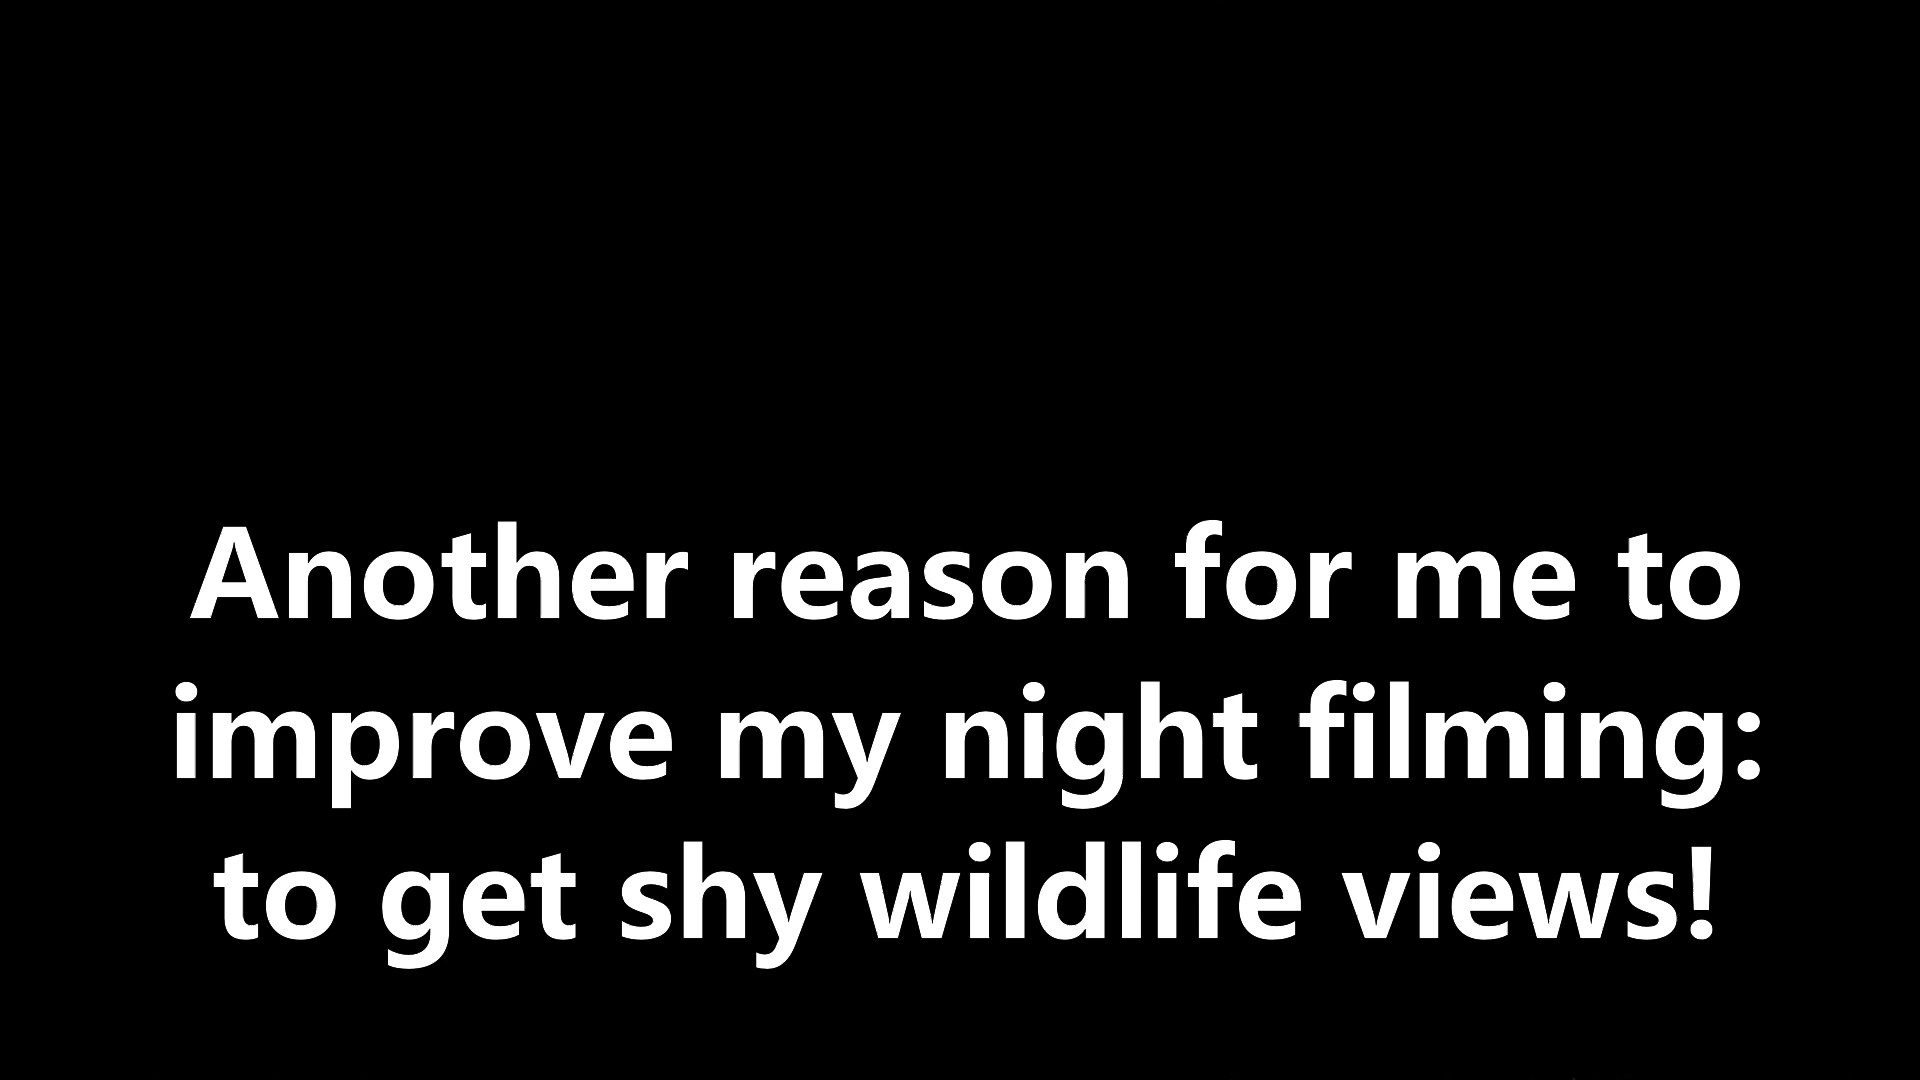 Another reason for me to
improve my night filming:
to get shy wildlife views!